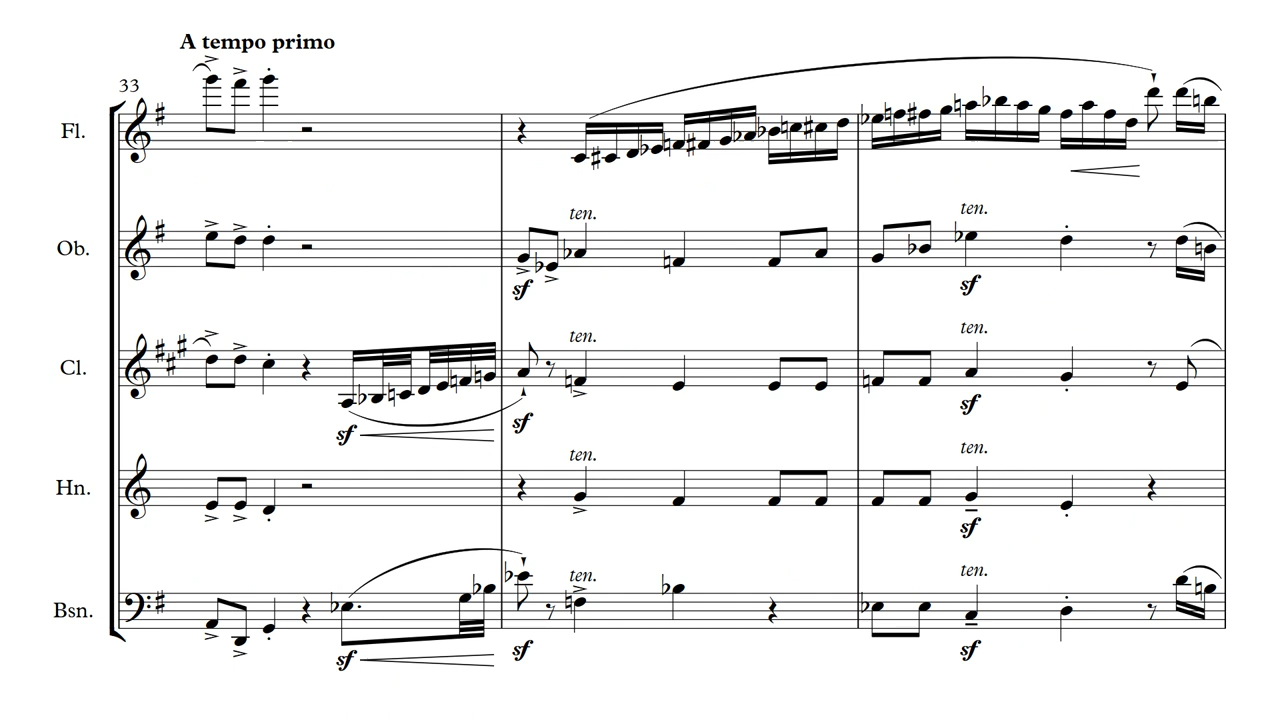 A tempo primo
33
Fl.
ten.
ten.
Ob.
sf
sf
ten.
ten.
Cl.
sf
sf
sf
ten.
ten.
Hn.
sf
ten.
ten.
Bsn.
sf
sf
sf